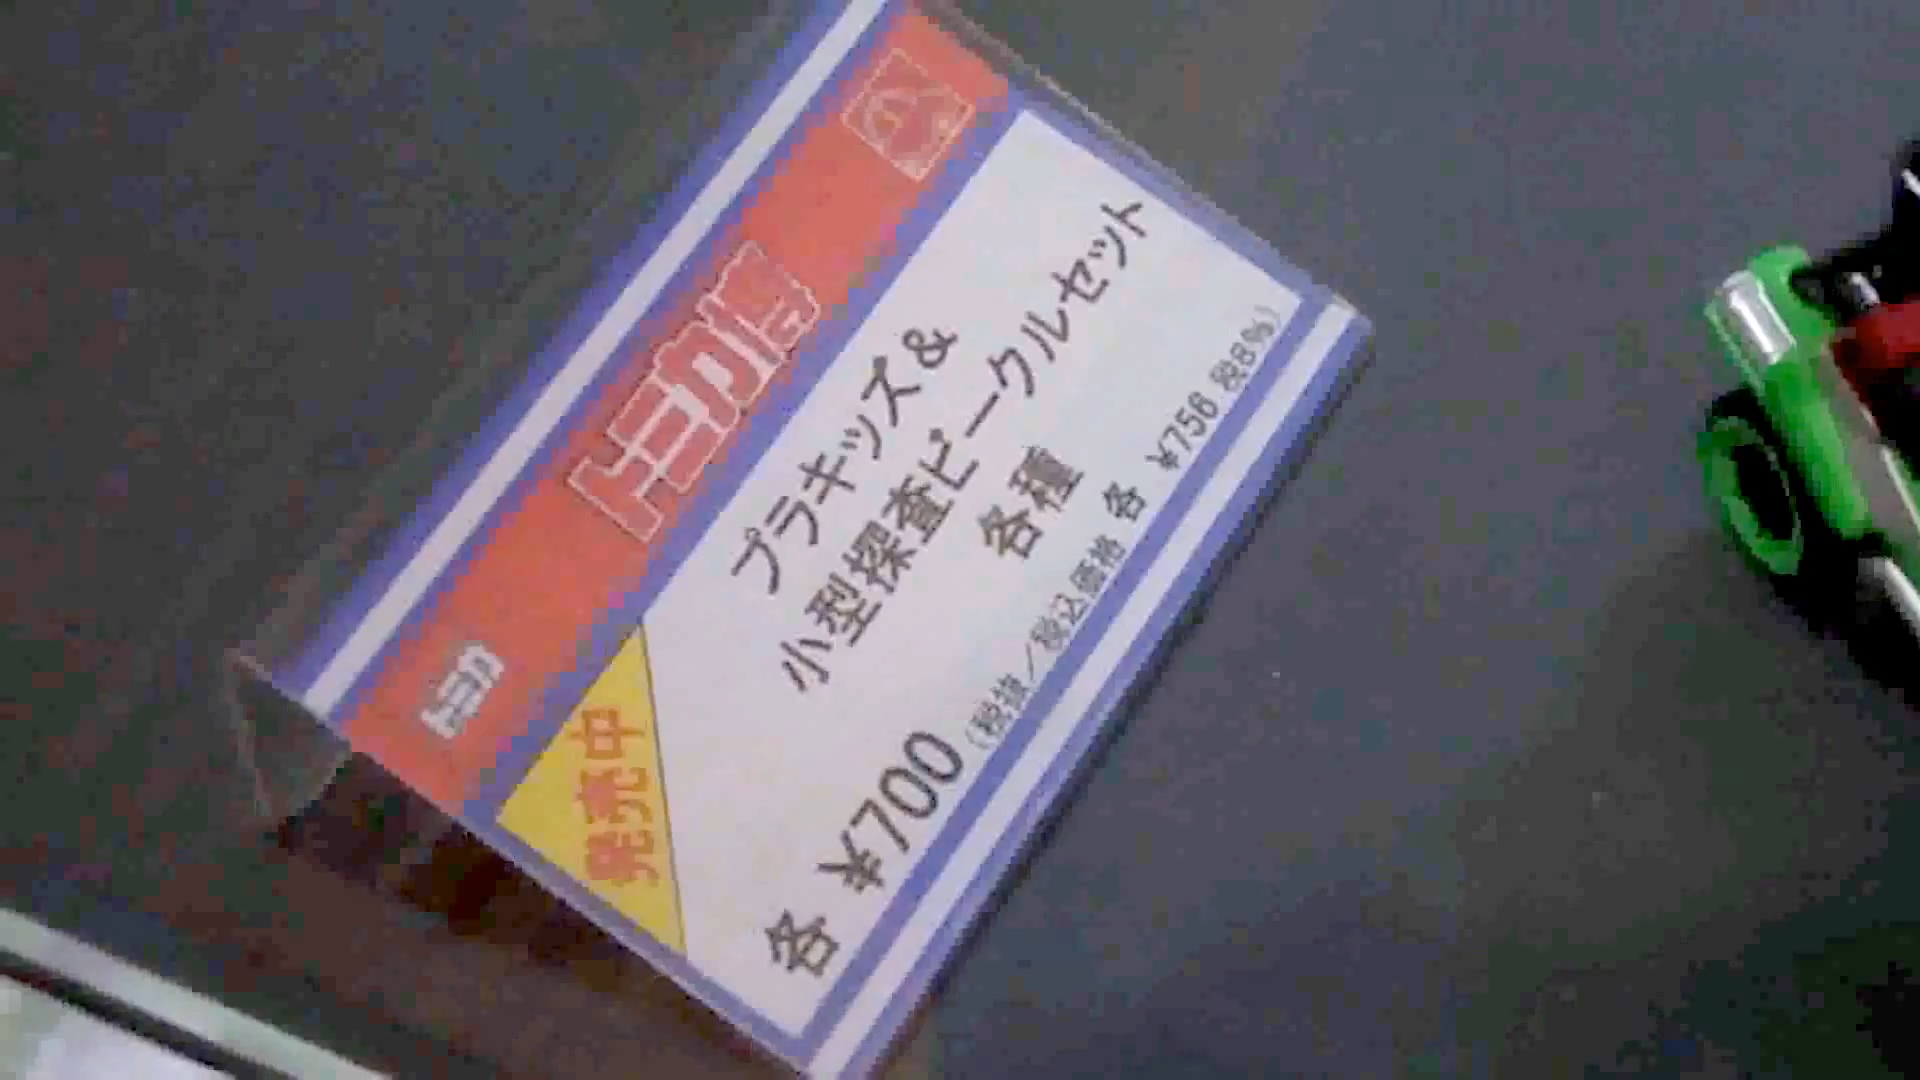 トミカ
トミカ博
発売中
プラキッズ&
小型探査ビークルセット
各種
各 ¥700 (税抜/税込価格 各 ¥756 税8%)